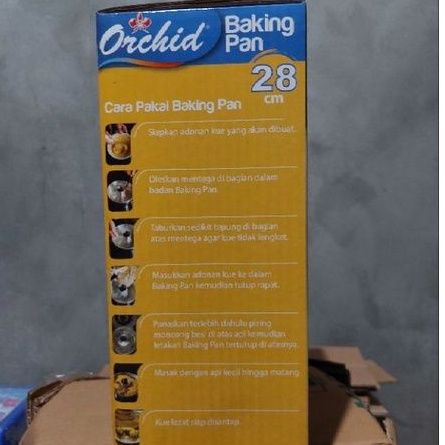 Orchid
Baking
Pan
28
cm
Cara Pakai Baking Pan
Siapkan adonan kue yang akan dibuat.
Oleskan mentega di bagian dalam
badan Baking Pan.
Taburkan sedikit tepung di bagian
atas mentega agar kue tidak lengket.
Masukkan adonan kue ke dalam
Baking Pan kemudian tutup rapat.
Panaskan terlebih dahulu piring
moncong besi di atas api kemudian
letakan Baking Pan tertutup di atasnya.
Masak dengan api kecil hingga matang
Kue lezat siap disantap.